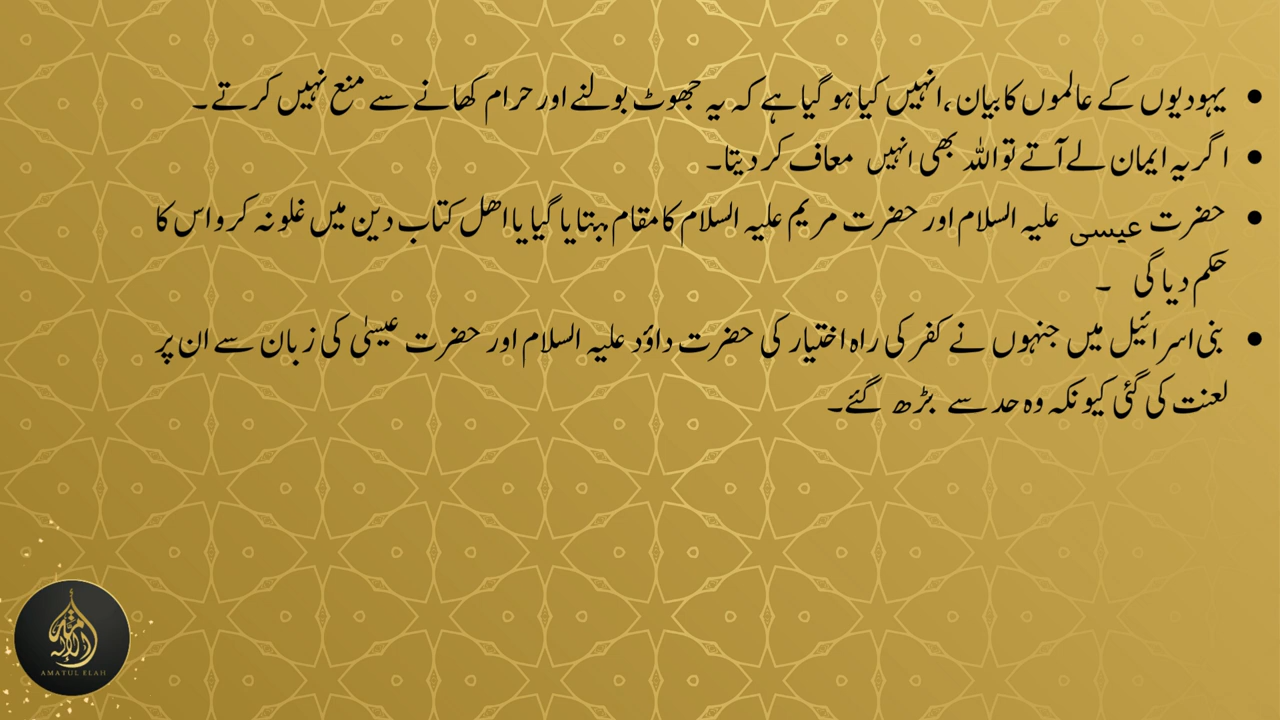 • یہودیوں کے عالموں کا بیان، انہیں کیا ہو گیا ہے کہ یہ جھوٹ بولنے اور حرام کھانے سے منع نہیں کرتے۔
• اگر یہ ایمان لے آتے تو اللہ بھی انہیں معاف کر دیتا۔
• حضرت عیسی علیہ السلام اور حضرت مریم علیہ السلام کا مقام بتایا گیا یا اھل کتاب دین میں غلو نہ کرو اس کا
حکم دیا گی ۔
• بنی اسرائیل میں جنہوں نے کفر کی راہ اختیار کی حضرت داؤد علیہ السلام اور حضرت عیسیٰ کی زبان سے ان پر
لعنت کی گئی کیونکہ وہ حد سے بڑھ گئے۔
AMATUL ELAH